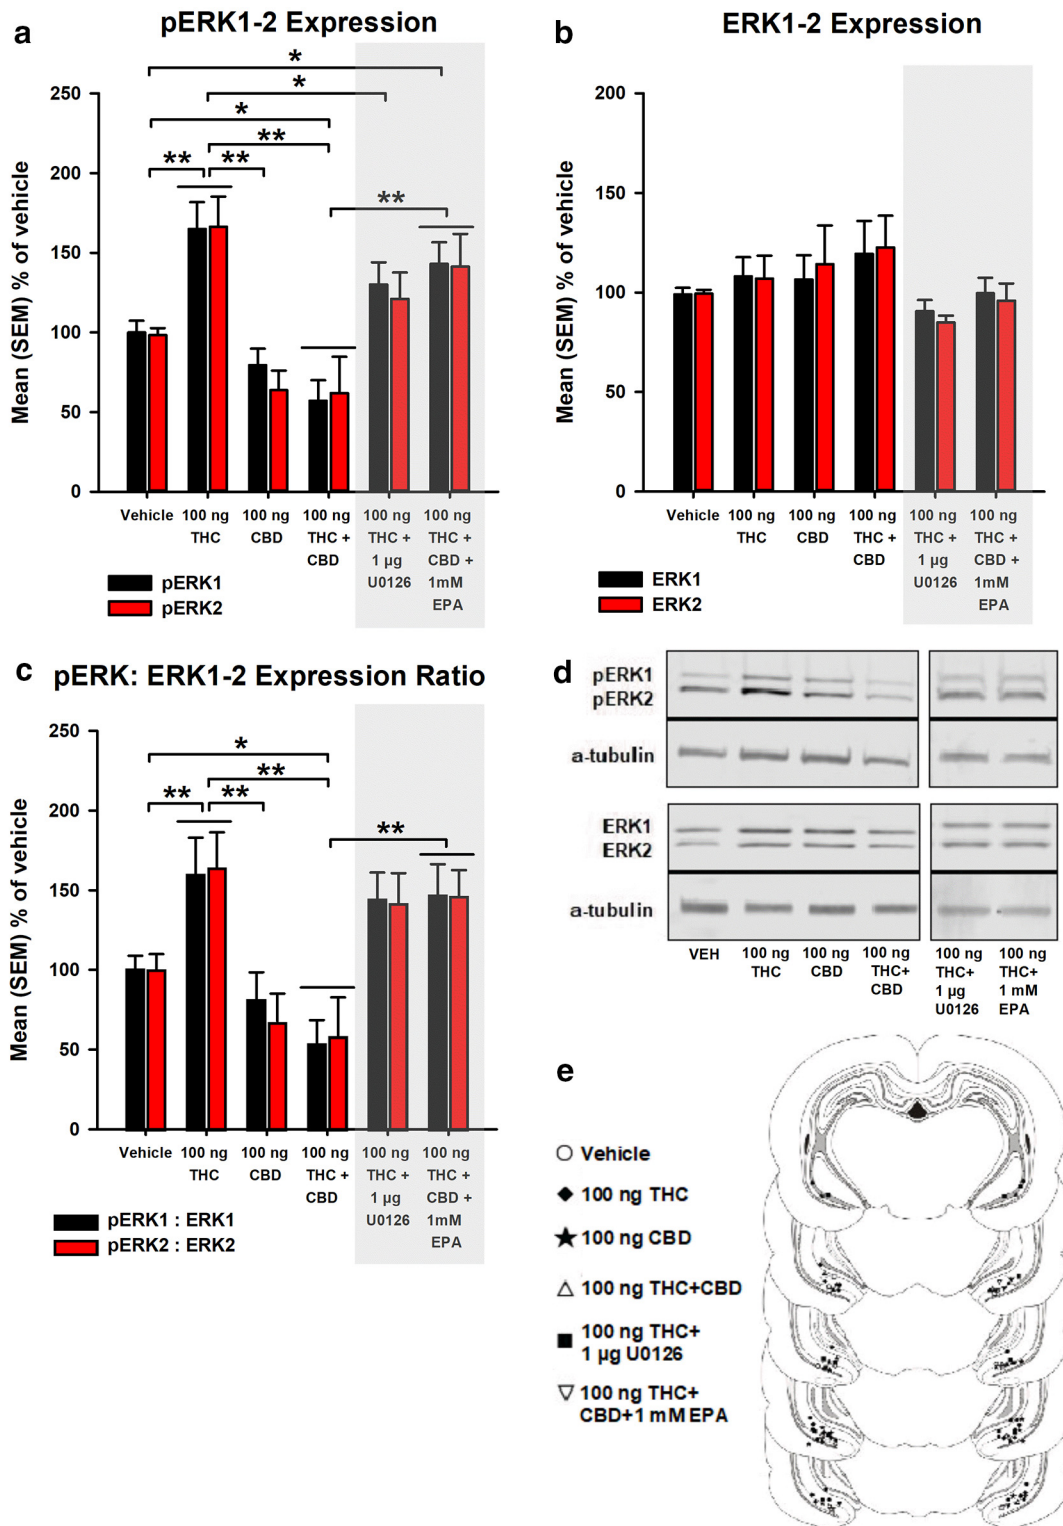 a
pERK1-2 Expression
Mean (SEM) % of vehicle
250
200
150
100
50
0
*
*
*
**
**
**
**
Vehicle
100 ng
THC
100 ng
CBD
100 ng
THC +
CBD
100 ng
THC +
1 µg
U0126
100 ng
THC +
CBD +
1mM
EPA
pERK1
pERK2
b
ERK1-2 Expression
Mean (SEM) % of vehicle
200
150
100
50
0
Vehicle
100 ng
THC
100 ng
CBD
100 ng
THC +
CBD
100 ng
THC +
1 µg
U0126
100 ng
THC +
CBD +
1mM
EPA
ERK1
ERK2
c
pERK: ERK1-2 Expression Ratio
Mean (SEM) % of vehicle
250
200
150
100
50
0
*
**
**
**
**
Vehicle
100 ng
THC
100 ng
CBD
100 ng
THC +
CBD
100 ng
THC +
1 µg
U0126
100 ng
THC +
CBD +
1mM
EPA
pERK1 : ERK1
pERK2 : ERK2
d
pERK1
pERK2
a-tubulin
ERK1
ERK2
a-tubulin
VEH
100 ng
THC
100 ng
CBD
100 ng
THC+
CBD
100 ng
THC+
1 µg
U0126
100 ng
THC+
1 mM
EPA
e
Vehicle
100 ng THC
100 ng CBD
100 ng THC+CBD
100 ng THC+
1 µg U0126
100 ng THC+
CBD+1 mM EPA